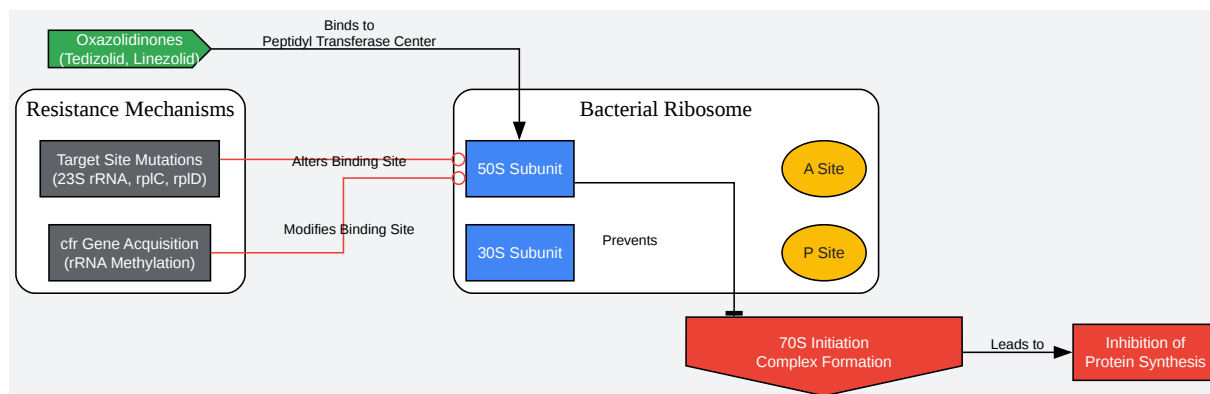 Oxazolidinones
(Tedizolid, Linezolid)
Binds to
Peptidyl Transferase Center
Resistance Mechanisms
Target Site Mutations
(23S rRNA, rplC, rplD)
cfr Gene Acquisition
(rRNA Methylation)
Alters Binding Site
Modifies Binding Site
Bacterial Ribosome
50S Subunit
A Site
30S Subunit
Prevents
P Site
70S Initiation
Complex Formation
Leads to
Inhibition of
Protein Synthesis